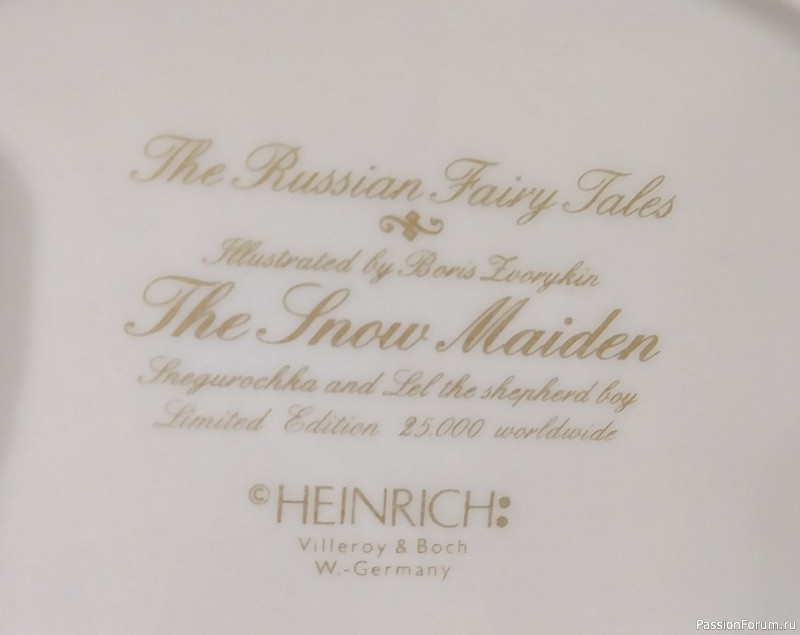 The Russian Fairy Tales
Illustrated by Boris Zvorykin
The Snow Maiden
Snegurochka and Lel the shepherd boy
Limited Edition 25.000 worldwide
© HEINRICH:
Villeroy & Boch
W.-Germany
PassionForum.ru